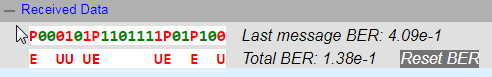 Received Data
P000101P1101111P01P100 Last message BER: 4.09e-1
E UU UE UE E U Total BER: 1.38e-1 Reset BER